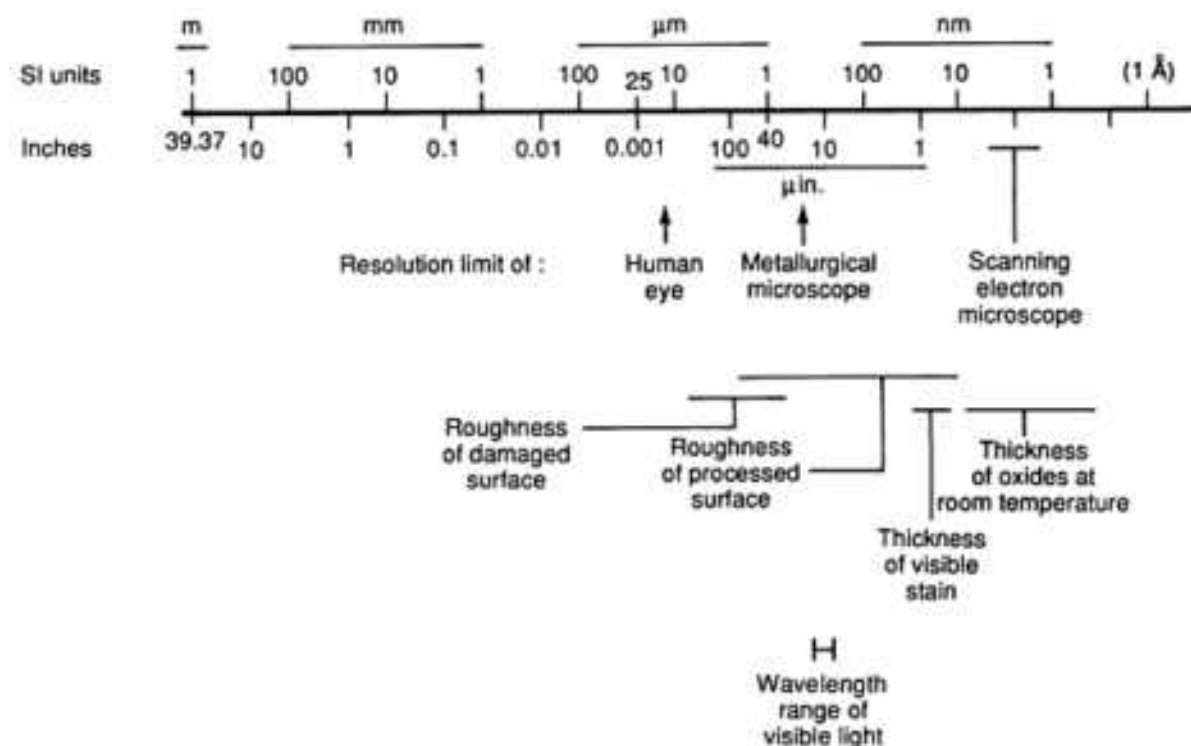 m mm μm nm
SI units 1 100 10 1 100 25 10 1 100 10 1 (1 Å)
Inches 39.37 10 1 0.1 0.01 0.001 100 40 10 1
μin.
Resolution limit of :
Human
eye
Metallurgical
microscope
Scanning
electron
microscope
Roughness
of damaged
surface
Roughness
of processed
surface
Thickness
of oxides at
room temperature
Thickness
of visible
stain
Wavelength
range of
visible light